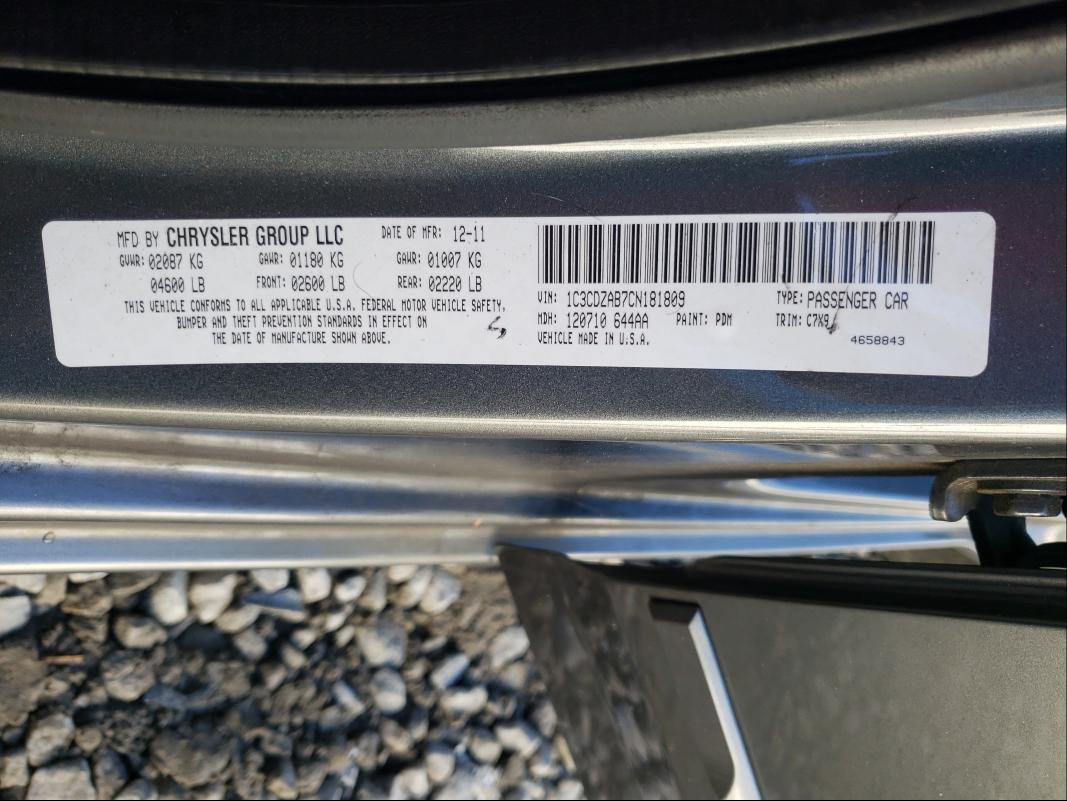 MFD BY CHRYSLER GROUP LLC DATE OF MFR: 12-11
GVWR: 02087 KG GAWR: 01180 KG GAWR: 01007 KG
04600 LB FRONT: 02600 LB REAR: 02220 LB
THIS VEHICLE CONFORMS TO ALL APPLICABLE U.S.A. FEDERAL MOTOR VEHICLE SAFETY,
BUMPER AND THEFT PREVENTION STANDARDS IN EFFECT ON
THE DATE OF MANUFACTURE SHOWN ABOVE.
VIN: 1C3CDZAB7CN181809 TYPE: PASSENGER CAR
MDH: 120710 644AA PAINT: PDM TRIM: C7X9
VEHICLE MADE IN U.S.A. 4658843